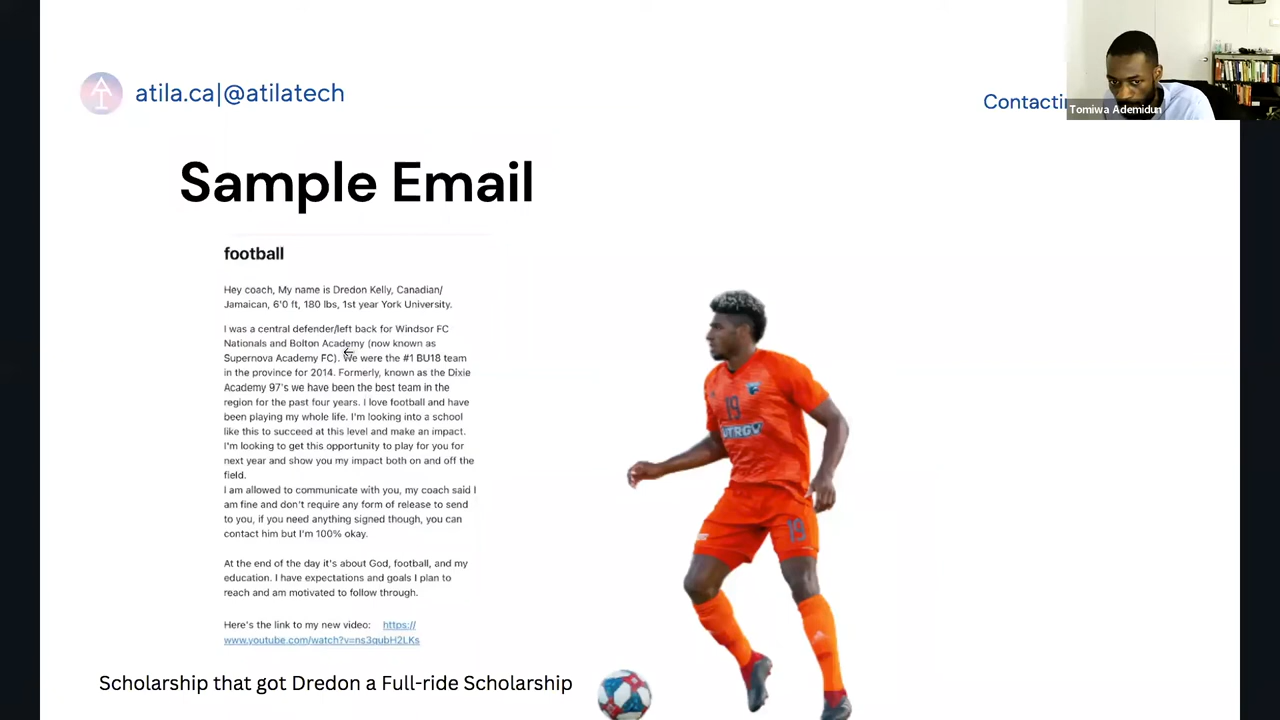 atila.ca|@atilatech
Contactin
Tomiwa Ademidun
Sample Email
football
Hey coach, My name is Dredon Kelly, Canadian/
Jamaican, 6'0 ft, 180 lbs, 1st year York University.
I was a central defender/left back for Windsor FC
Nationals and Bolton Academy (now known as
Supernova Academy FC). We were the #1 BU18 team
in the province for 2014. Formerly, known as the Dixie
Academy 97's we have been the best team in the
region for the past four years. I love football and have
been playing my whole life. I'm looking into a school
like this to succeed at this level and make an impact.
I'm looking to get this opportunity to play for you for
next year and show you my impact both on and off the
field.
I am allowed to communicate with you, my coach said I
am fine and don't require any form of release to send
to you, if you need anything signed though, you can
contact him but I'm 100% okay.
At the end of the day it's about God, football, and my
education. I have expectations and goals I plan to
reach and am motivated to follow through.
Here's the link to my new video: https://
www.youtube.com/watch?v=ns3qubH2LKs
19
UTRGV
19
Scholarship that got Dredon a Full-ride Scholarship